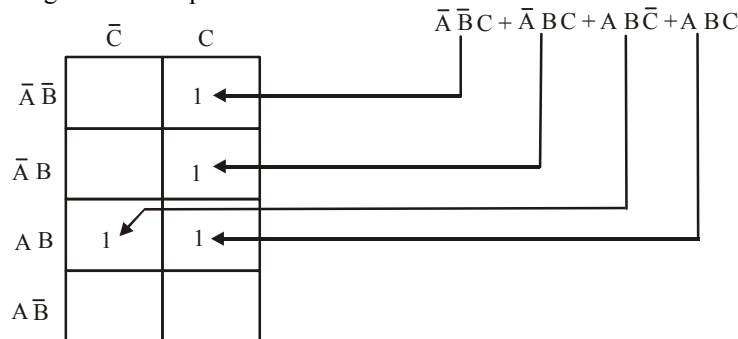 A̅ B̅ C + A̅ B C + A B C̅ + A B C
C̅ C
A̅ B̅ 1
A̅ B 1
A B 1 1
A B̅